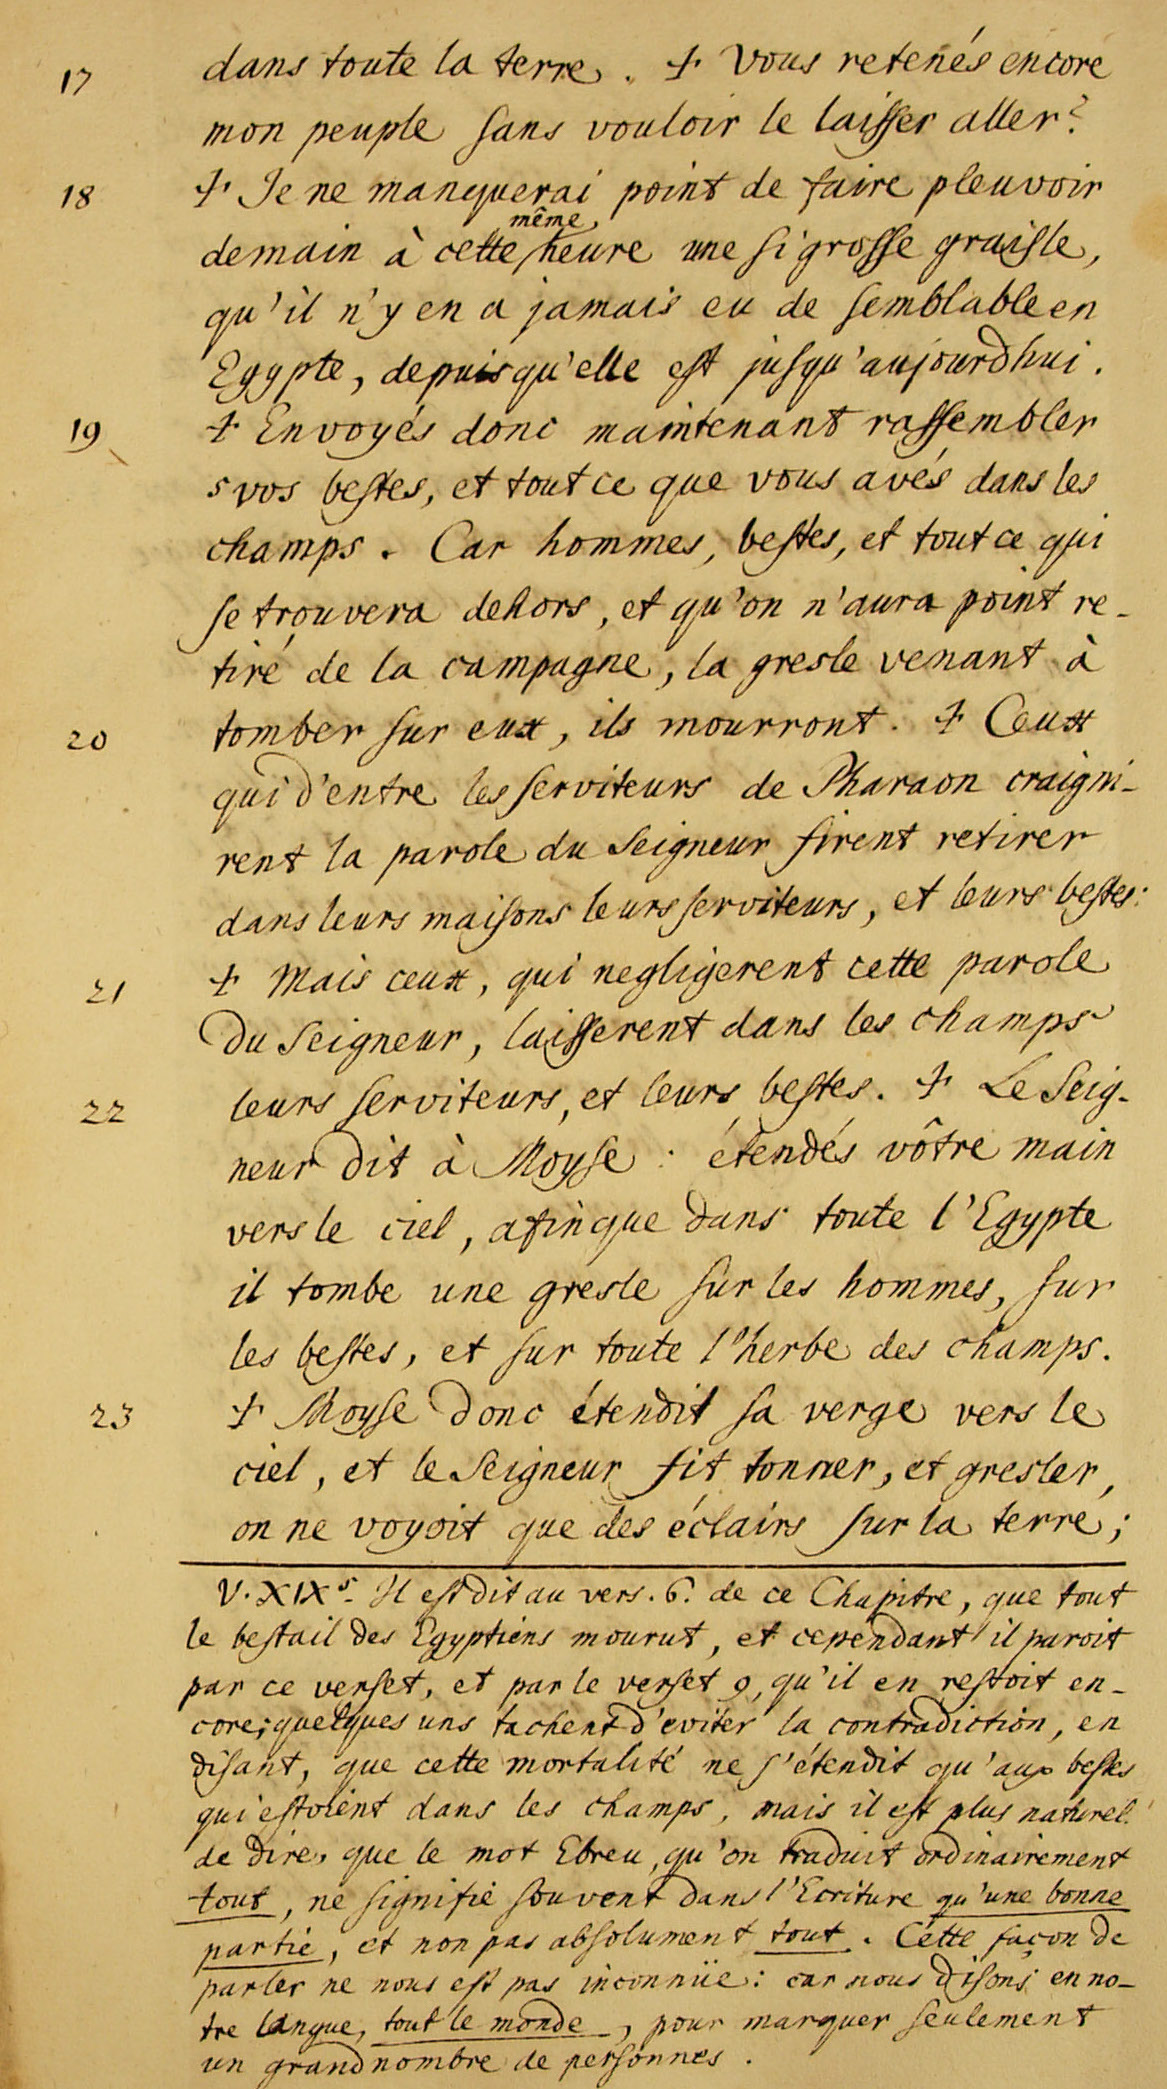 17 dans toute la terre. + Vous retenés encore
mon peuple sans vouloir le laisser aller?
18 + Je ne manquerai point de faire pleuvoir
même
demain à cette heure une si grosse graisle,
qu'il n'y en a jamais eu de semblable en
Egypte, depuis qu'elle est jusqu'aujourdhui.
19 + Envoyés donc maintenant rassembler
s vos bestes, et tout ce que vous avés dans les
champs. Car hommes, bestes, et tout ce qui
se trouvera dehors, et qu'on n'aura point re-
tiré de la campagne, la gresle venant à
20 tomber sur eux, ils mourront. + Ceux
qui d'entre les serviteurs de Pharaon craigni-
rent la parole du Seigneur firent retirer
dans leurs maisons leurs serviteurs, et leurs bestes:
21 + Mais ceux, qui negligerent cette parole
Du Seigneur, laisserent dans les champs
22 leurs serviteurs, et leurs bestes. + Le Seig-
neur dit à Moyse : étendés vôtre main
vers le ciel, afin que dans toute l'Egypte
il tombe une gresle sur les hommes, sur
les bestes, et sur toute l'herbe des champs.
23 + Moyse donc étendit sa verge vers le
ciel, et le Seigneur fit tonner, et gresler,
on ne voyoit que des éclairs sur la terre;
V. XIX s. Il est dit au vers. 6. de ce Chapitre, que tout
le bestail des Egyptiens mourut, et cependant il paroit
par ce verset, et par le verset 9, qu'il en restoit en-
core; quelques uns tachent d'eviter la contradiction, en
disant, que cette mortalité ne s'étendit qu'aux bestes
qui estoient dans les champs, mais il est plus naturel
de dire, que le mot Ebreu, qu'on traduit ordinairement
tout, ne signifie souvent dans l'Ecriture qu'une bonne
partie, et non pas absolument tout. Cette façon de
parler ne nous est pas inconnüe: car nous disons en no-
tre langue, tout le monde, pour marquer seulement
un grand nombre de personnes.